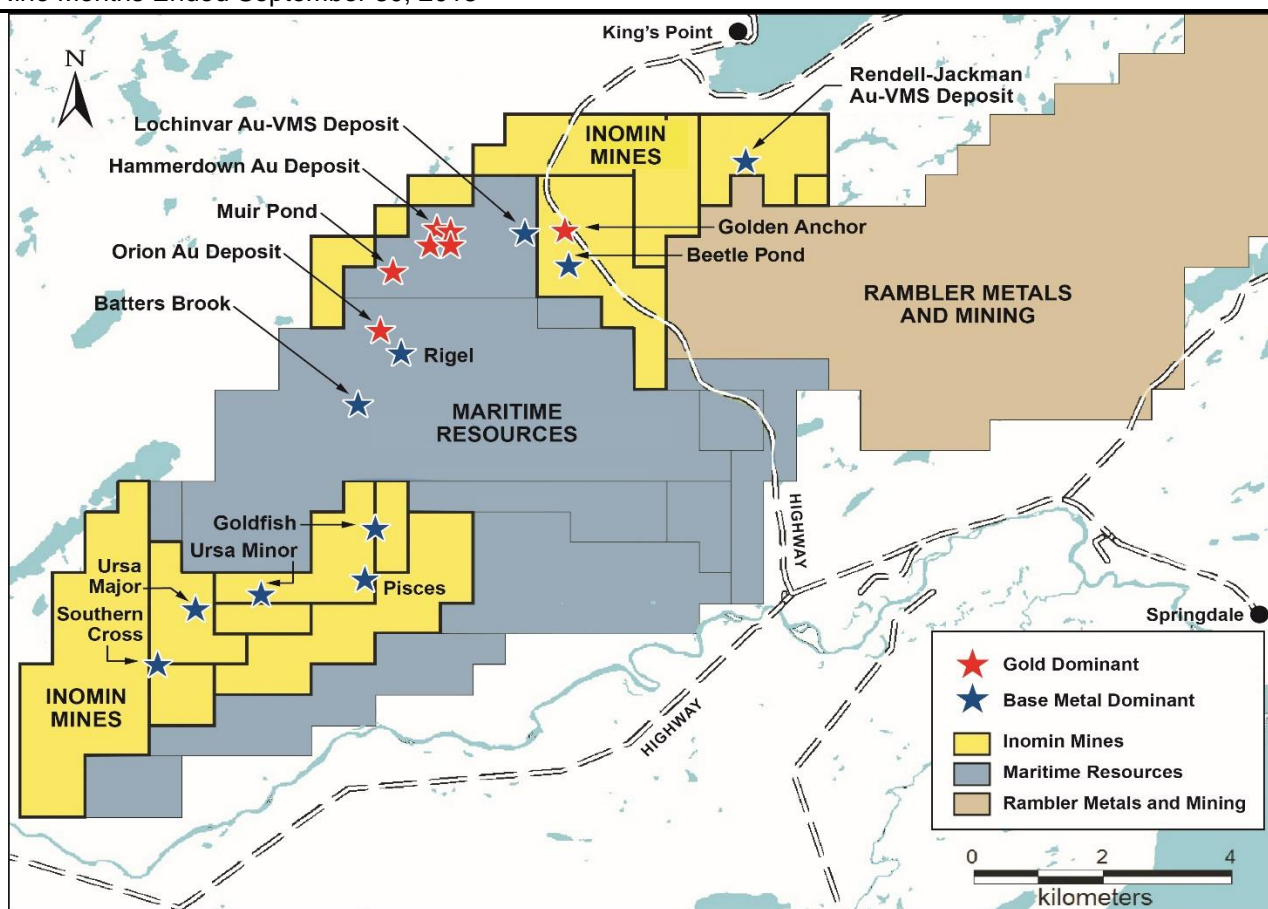 King's Point
N
Rendell-Jackman
Au-VMS Deposit
Lochinvar Au-VMS Deposit
INOMIN
MINES
Hammerdown Au Deposit
Muir Pond
Golden Anchor
Orion Au Deposit
Beetle Pond
Batters Brook
RAMBLER METALS
AND MINING
Rigel
MARITIME
RESOURCES
HIGHWAY
Goldfish
Ursa Minor
Ursa
Major
Pisces
Southern
Cross
Springdale
INOMIN
MINES
HIGHWAY
Gold Dominant
Base Metal Dominant
Inomin Mines
Maritime Resources
Rambler Metals and Mining
0 2 4
kilometers